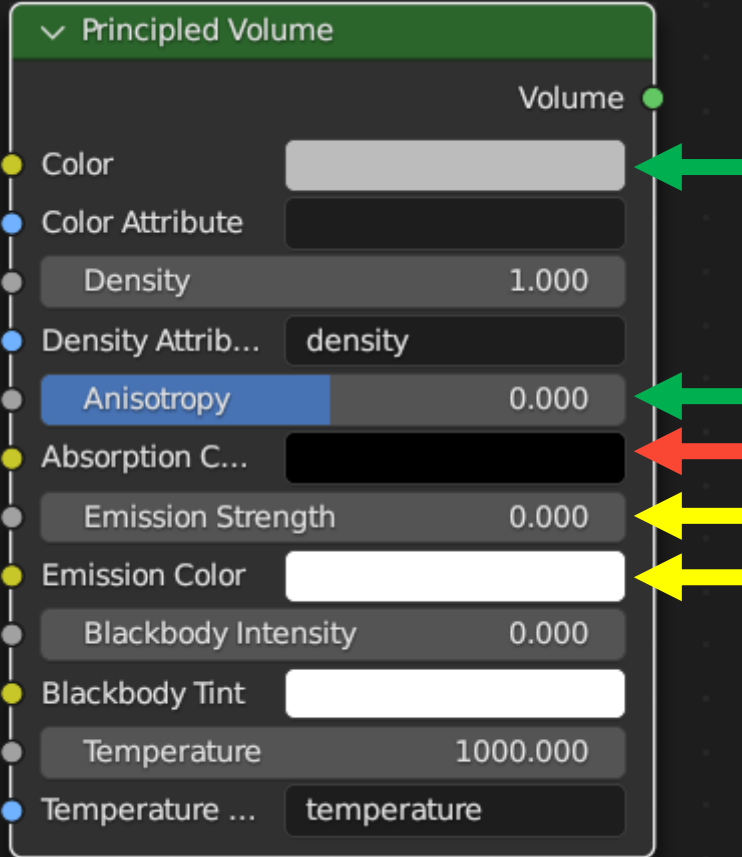 Principled Volume
Volume
Color
Color Attribute
Density 1.000
Density Attrib... density
Anisotropy 0.000
Absorption C...
Emission Strength 0.000
Emission Color
Blackbody Intensity 0.000
Blackbody Tint
Temperature 1000.000
Temperature ... temperature